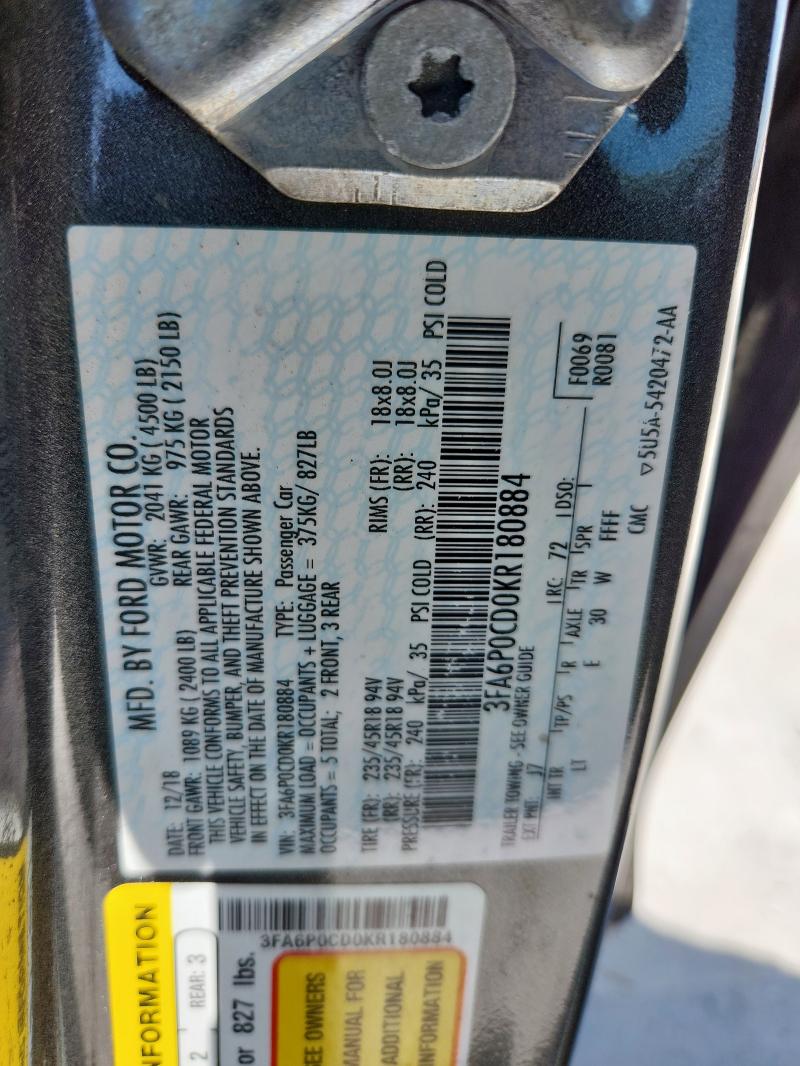 MFD. BY FORD MOTOR CO.
DATE: 12/18 GVWR: 2041 KG ( 4500 LB)
FRONT GAWR: 1089 KG ( 2400 LB) REAR GAWR: 975 KG ( 2150 LB)
THIS VEHICLE CONFORMS TO ALL APPLICABLE FEDERAL MOTOR
VEHICLE SAFETY, BUMPER, AND THEFT PREVENTION STANDARDS
IN EFFECT ON THE DATE OF MANUFACTURE SHOWN ABOVE.
VIN: 3FA6P0CD0KR180884 TYPE: Passenger Car
MAXIMUM LOAD = OCCUPANTS + LUGGAGE = 375KG/ 827LB
OCCUPANTS = 5 TOTAL; 2 FRONT, 3 REAR
TIRE (FR): 235/45R18 94V RIMS (FR): 18x8.0J
(RR): 235/45R18 94V (RR): 18x8.0J
PRESSURE (FR): 240 kPa/ 35 PSI COLD (RR): 240 kPa/ 35 PSI COLD
3FA6P0CD0KR180884
TRAILER TOWING - SEE OWNER GUIDE
EXT PNT: J7 RC: 72 DSO: F0069
R0081
INT TR TP/PS R AXLE TR SPR
LT E 30 W FFFF
CMC ▽5U5A-5420472-AA
NFORMATION
2 REAR: 3
or 827 lbs.
3FA6P0CD0KR180884
SEE OWNERS
MANUAL FOR
ADDITIONAL
INFORMATION